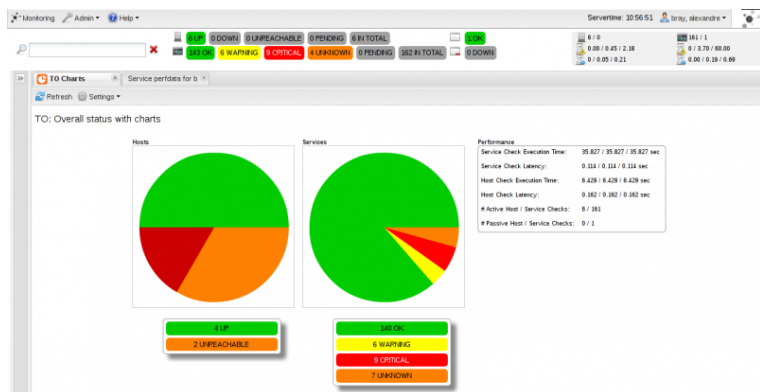 Monitoring Admin Help Servertime: 10:56:51 bray, alexandre
6 UP 0 DOWN 0 UNREACHABLE 0 PENDING 6 IN TOTAL 1 OK 6 / 0 161 / 1
143 OK 6 WARNING 9 CRITICAL 4 UNKNOWN 0 PENDING 162 IN TOTAL 0 DOWN 0.00 / 0.45 / 2.18 0 / 3.70 / 60.00
0 / 0.05 / 0.21 0.00 / 0.19 / 0.69
TO Charts Service perfdata for b
Refresh Settings
TO: Overall status with charts
Hosts Services Performance
Service Check Execution Time: 35.827 / 35.827 / 35.827 sec
Service Check Latency: 0.114 / 0.114 / 0.114 sec
Host Check Execution Time: 6.429 / 6.429 / 6.429 sec
Host Check Latency: 0.162 / 0.162 / 0.162 sec
# Active Host / Service Checks: 6 / 161
# Passive Host / Service Checks: 0 / 1
4 UP 140 OK
2 UNREACHABLE 6 WARNING
9 CRITICAL
7 UNKNOWN